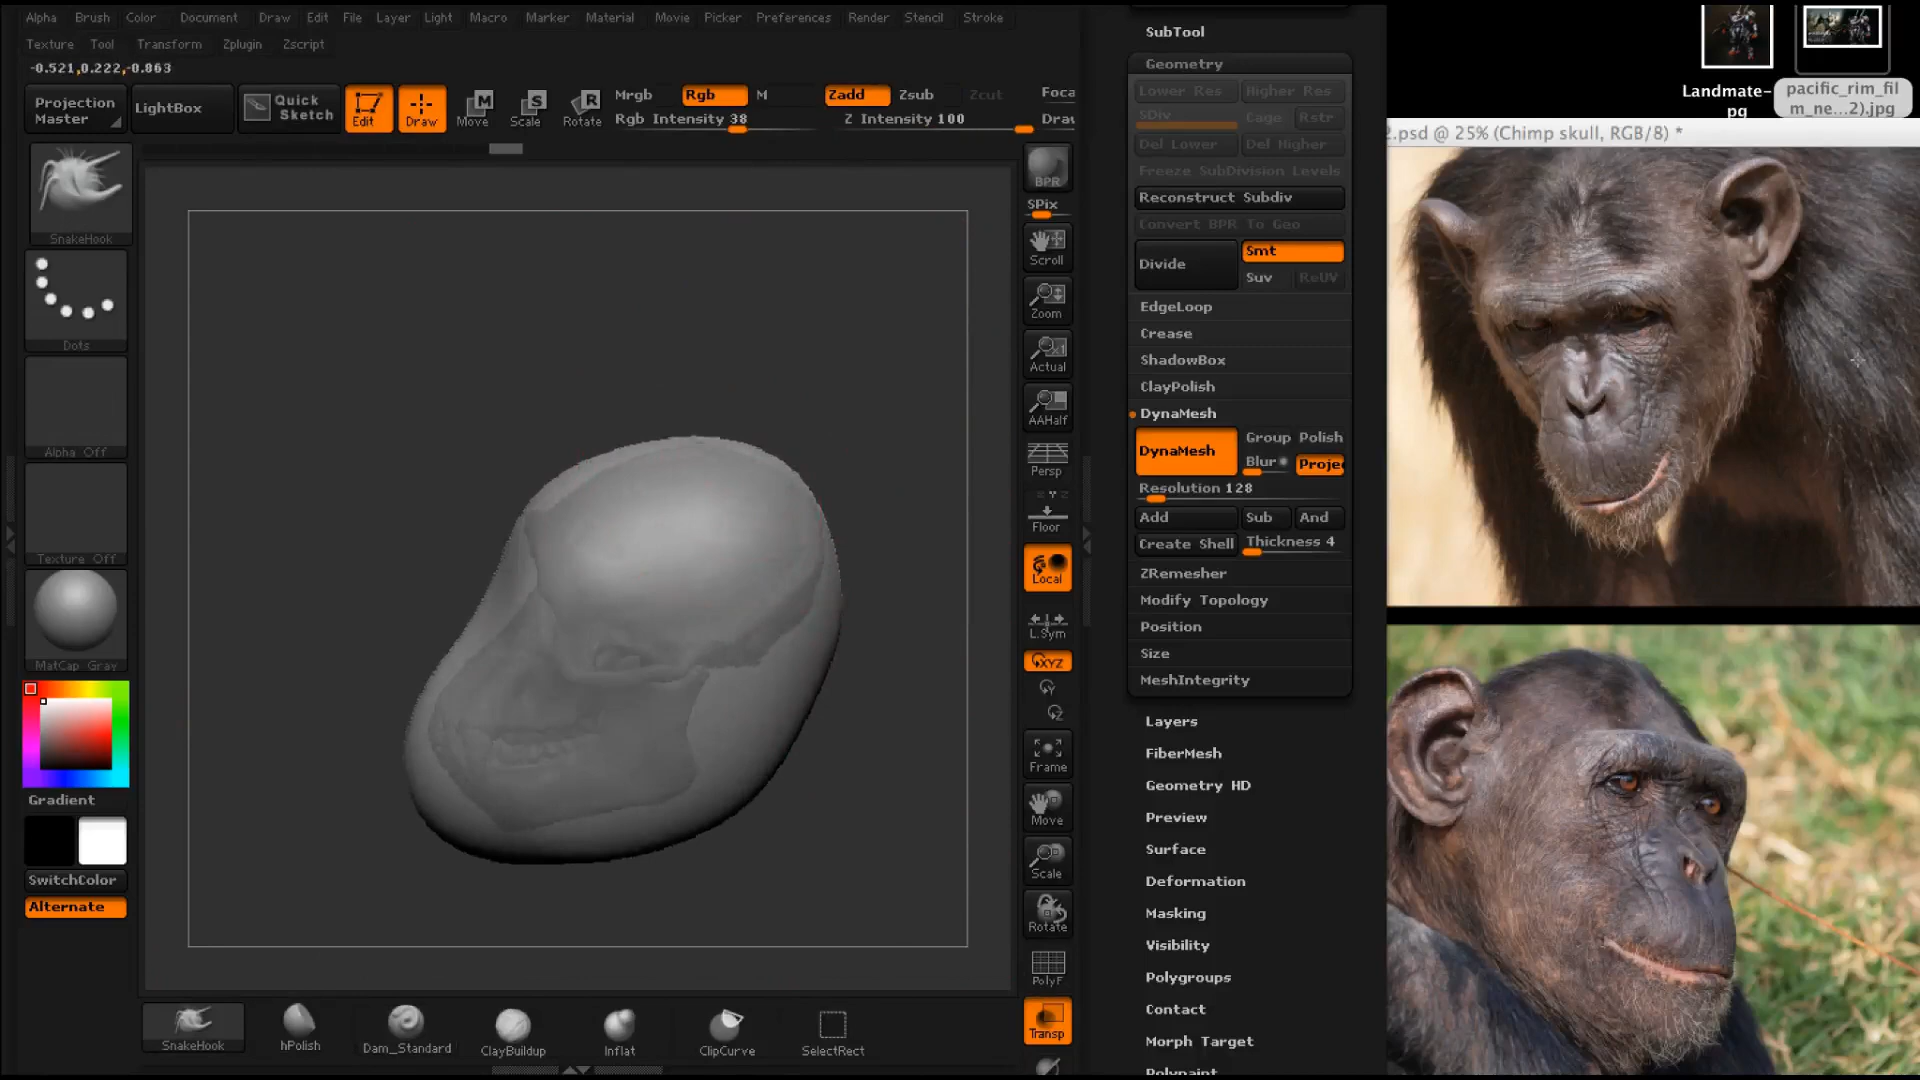 Alpha Brush Color Document Draw Edit File Layer Light Macro Marker Material Movie Picker Preferences Render Stencil Stroke
Texture Tool Transform Zplugin Zscript
-0.521,0.222,-0.863
Projection Master
LightBox
Quick Sketch
Edit
Draw
Move
Scale
Rotate
Mrgb Rgb M
Rgb Intensity 38
Zadd Zsub Zcut
Z Intensity 100
Foca
Drau
SnakeHook
Dots
Alpha Off
Texture Off
MatCap Gray
Gradient
SwitchColor
Alternate
BPR
SPix
Scroll
Zoom
Actual
AAHalf
Persp
Floor
Local
L.Sym
XYZ
Y
Z
Frame
Move
Scale
Rotate
PolyF
Transp
SnakeHook
hPolish
Dam_Standard
ClayBuildup
Inflat
ClipCurve
SelectRect
SubTool
Geometry
Lower Res Higher Res
SDiv Cage Rstr
Del Lower Del Higher
Freeze SubDivision Levels
Reconstruct Subdiv
Convert BPR To Geo
Divide
Smt
Suv ReUV
EdgeLoop
Crease
ShadowBox
ClayPolish
DynaMesh
DynaMesh
Group Polish
Blur Projec
Resolution 128
Add Sub And
Create Shell Thickness 4
ZRemesher
Modify Topology
Position
Size
MeshIntegrity
Layers
FiberMesh
Geometry HD
Preview
Surface
Deformation
Masking
Visibility
Polygroups
Contact
Morph Target
Polypaint
Landmate-
pg
pacific_rim_fil
m_ne...2).jpg
2.psd @ 25% (Chimp skull, RGB/8) *